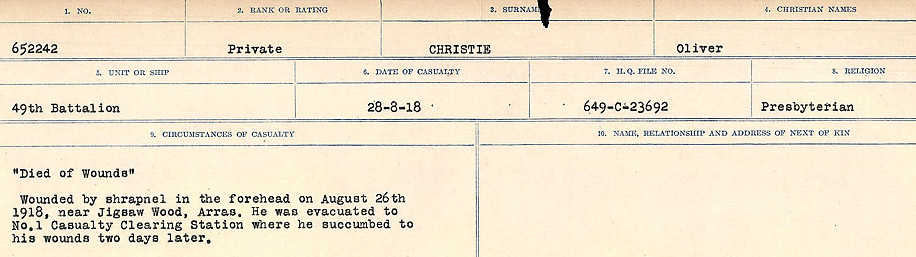 1. NO. 2. RANK OR RATING 3. SURNAME 4. CHRISTIAN NAMES
652242 Private CHRISTIE Oliver
5. UNIT OR SHIP 6. DATE OF CASUALTY 7. H.Q. FILE NO. 8. RELIGION
49th Battalion 28-8-18 649-C-23692 Presbyterian
9. CIRCUMSTANCES OF CASUALTY 10. NAME, RELATIONSHIP AND ADDRESS OF NEXT OF KIN
"Died of Wounds"
Wounded by shrapnel in the forehead on August 26th
1918, near Jigsaw Wood, Arras. He was evacuated to
No.1 Casualty Clearing Station where he succumbed to
his wounds two days later.